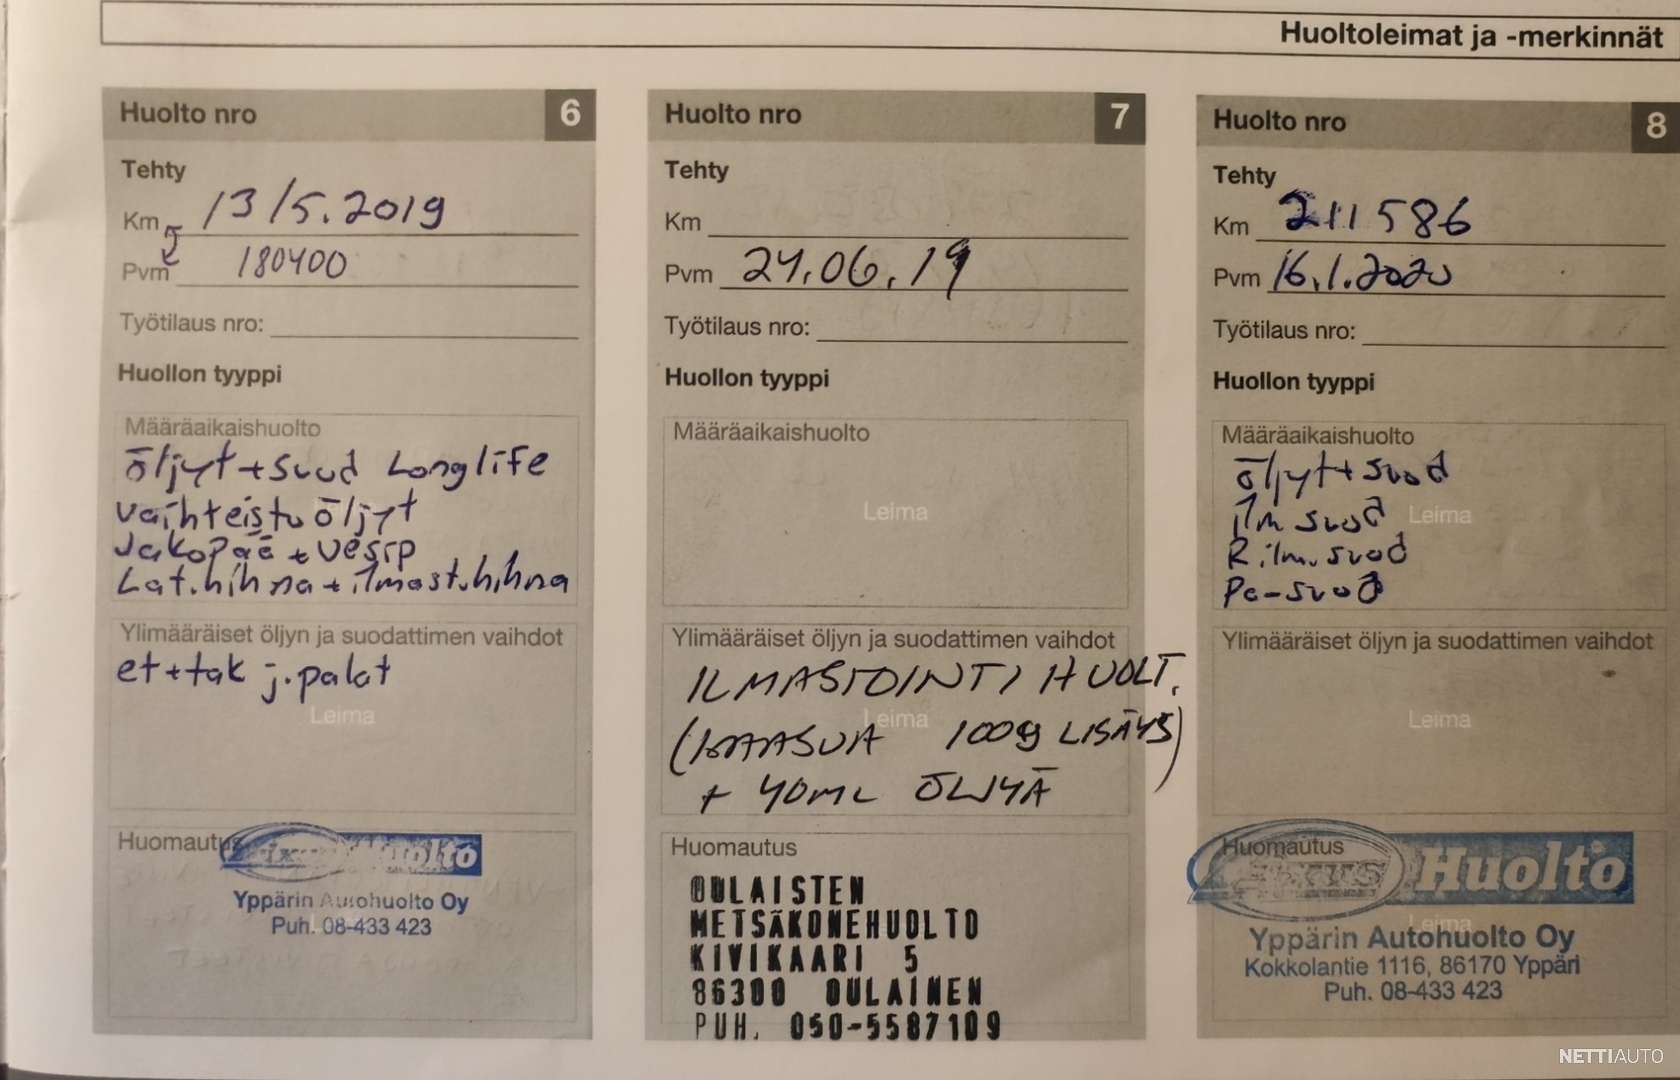 Huoltoleimat ja -merkinnät
Huolto nro 6
Tehty
Km 13/5.2019
Pvm 180400
Työtilaus nro:
Huollon tyyppi
Määräaikaishuolto
öljyt+suod Longlife
vaihteisto öljyt
Jakopää + vesip
Lat.hihna + ilmast.hihna
Ylimääräiset öljyn ja suodattimen vaihdot
et+tak j.palat
Leima
Huomautus
Fixus Huolto
Yppärin Autohuolto Oy
Puh. 08-433 423
Huolto nro 7
Tehty
Km
Pvm 24.06.19
Työtilaus nro:
Huollon tyyppi
Määräaikaishuolto
Leima
Ylimääräiset öljyn ja suodattimen vaihdot
ILMASTOINTI HUOLT.
Leima
(KAASUA 100g LISÄYS)
+ 40ML ÖLJYÄ
Huomautus
OULAISTEN
METSÄKONEHUOLTO
KIVIKAARI 5
86300 OULAINEN
PUH. 050-5587109
Huolto nro 8
Tehty
Km 211586
Pvm 16.1.2020
Työtilaus nro:
Huollon tyyppi
Määräaikaishuolto
öljyt+suod
ilm suod Leima
R.ilm.suod
Pa-suod
Ylimääräiset öljyn ja suodattimen vaihdot
Leima
Huomautus
Fixus Huolto
Leima
Yppärin Autohuolto Oy
Kokkolantie 1116, 86170 Yppäri
Puh. 08-433 423
NETTIAUTO